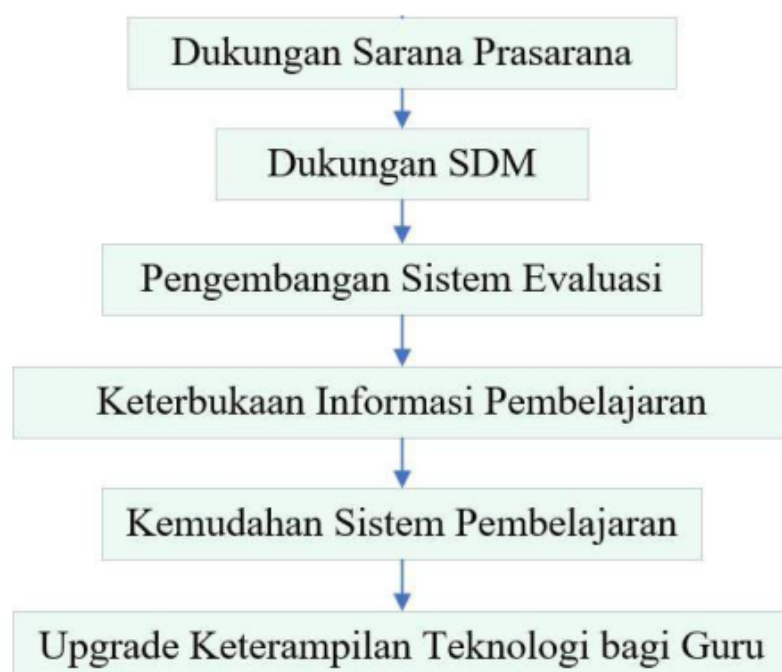 Dukungan Sarana Prasarana
Dukungan SDM
Pengembangan Sistem Evaluasi
Keterbukaan Informasi Pembelajaran
Kemudahan Sistem Pembelajaran
Upgrade Keterampilan Teknologi bagi Guru